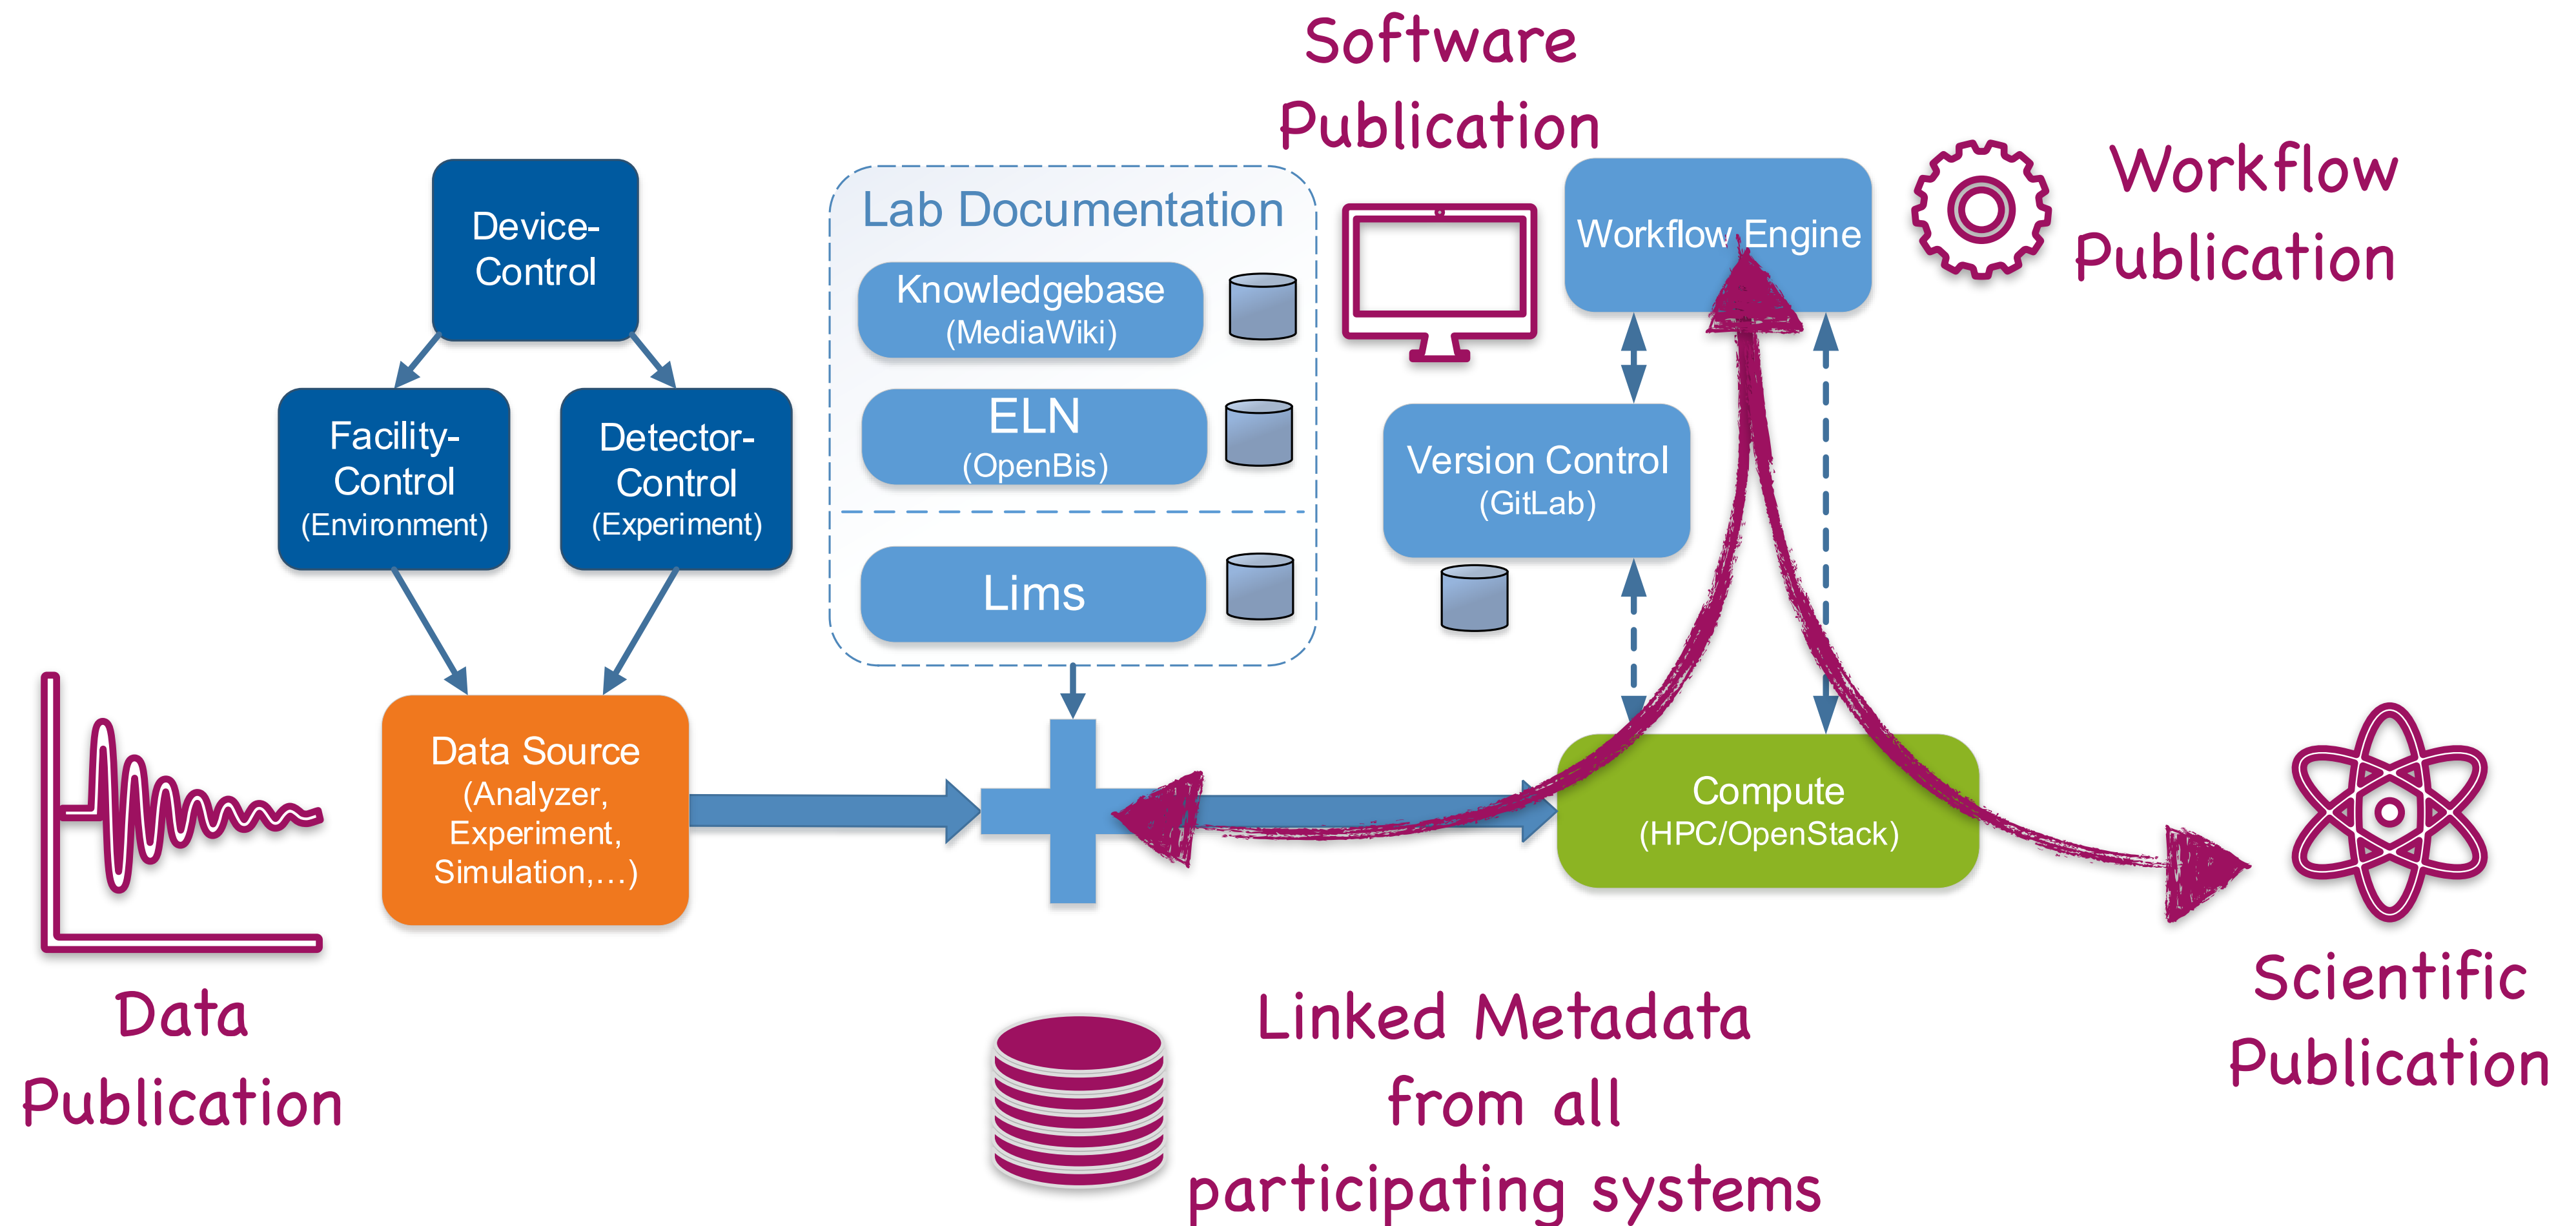 Software
Publication
Workflow
Publication
Device-
Control
Lab Documentation
Workflow Engine
Knowledgebase
(MediaWiki)
Facility-
Control
(Environment)
Detector-
Control
(Experiment)
ELN
(OpenBis)
Version Control
(GitLab)
Lims
Data Source
(Analyzer,
Experiment,
Simulation,...)
Compute
(HPC/OpenStack)
Data
Publication
Linked Metadata
from all
participating systems
Scientific
Publication